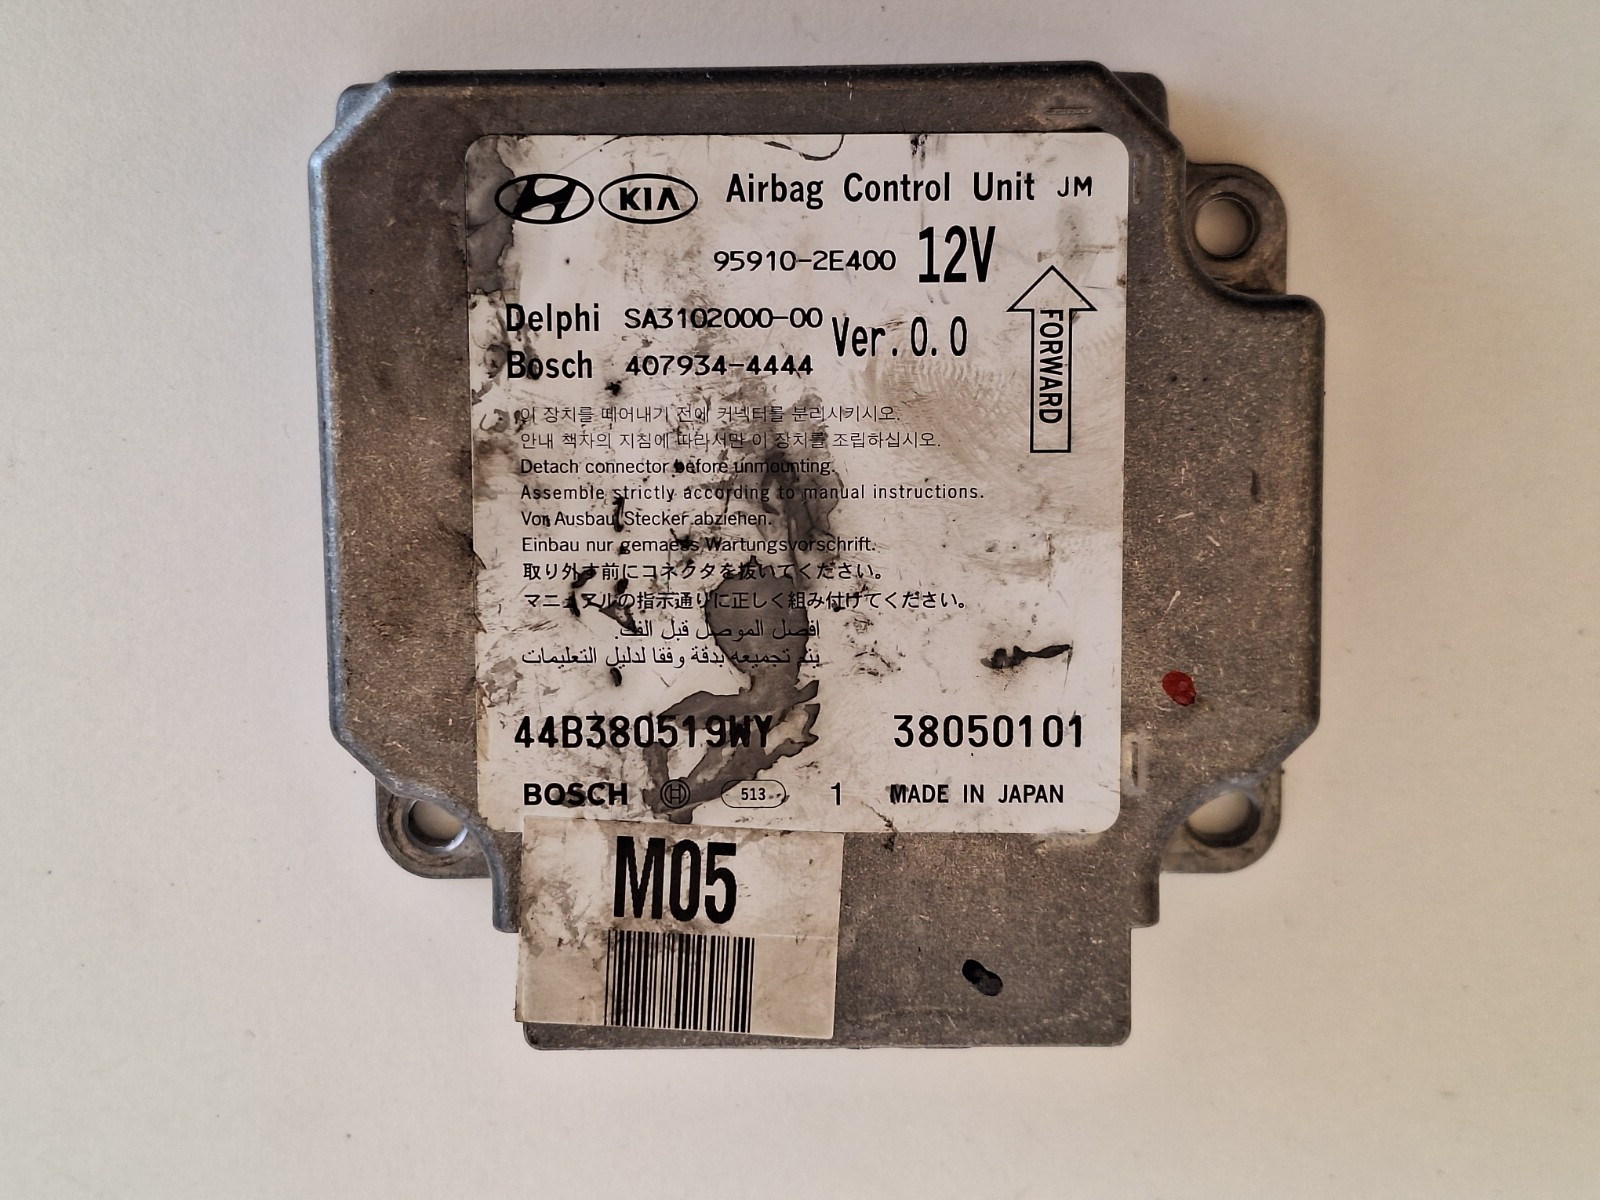 KIA Airbag Control Unit JM
95910-2E400 12V
Delphi SA3102000-00 Ver.0.0
Bosch 407934-4444
FORWARD
이 장치를 떼어내기 전에 커넥터를 분리시키시오.
안내 책자의 지침에 따라서만 이 장치를 조립하십시오.
Detach connector before unmounting.
Assemble strictly according to manual instructions.
Vor Ausbau Stecker abziehen.
Einbau nur gemaess Wartungsvorschrift.
取り外す前にコネクタを抜いてください。
マニュアルの指示通りに正しく組み付けてください。
افصل الموصل قبل الفك.
يتم تجميعه بدقة وفقا لدليل التعليمات
44B380519WY 38050101
BOSCH 513 1 MADE IN JAPAN
M05